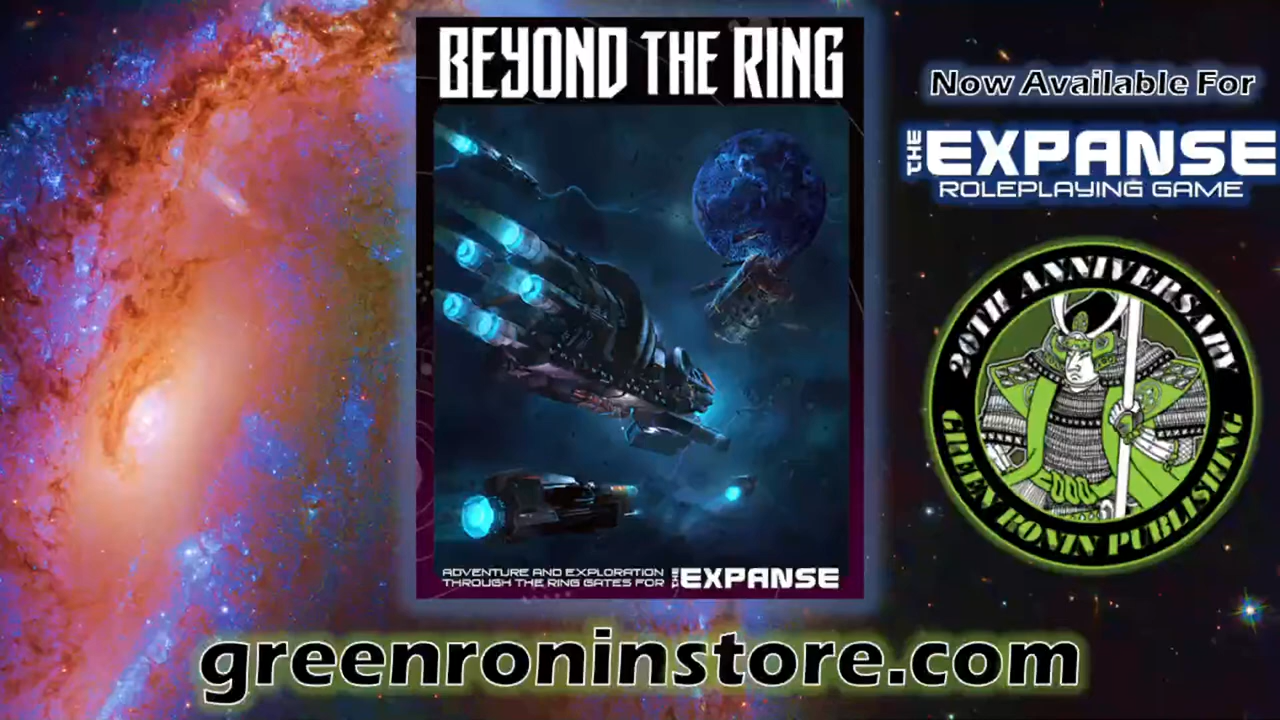 BEYOND THE RING
ADVENTURE AND EXPLORATION
THROUGH THE RING GATES FOR
THE EXPANSE
Now Available For
THE EXPANSE
ROLEPLAYING GAME
20TH ANNIVERSARY
GREEN RONIN PUBLISHING
greenroninstore.com